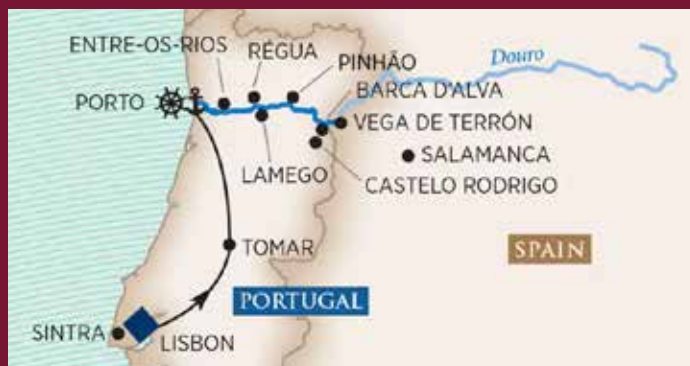 ENTRE-OS-RIOS
RÉGUA
PINHÃO
Douro
BARCA D'ALVA
PORTO
VEGA DE TERRÓN
SALAMANCA
LAMEGO
CASTELO RODRIGO
TOMAR
SPAIN
PORTUGAL
SINTRA
LISBON